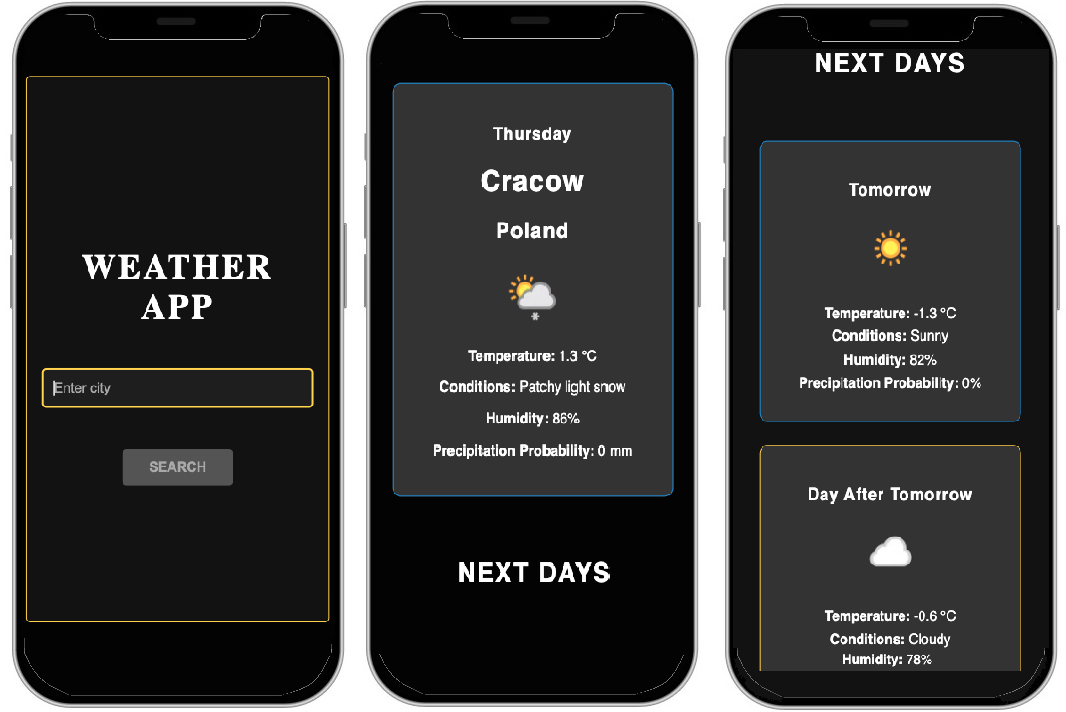 WEATHER
APP
Enter city
SEARCH
Thursday
Cracow
Poland
Temperature: 1.3 °C
Conditions: Patchy light snow
Humidity: 86%
Precipitation Probability: 0 mm
NEXT DAYS
NEXT DAYS
Tomorrow
Temperature: -1.3 °C
Conditions: Sunny
Humidity: 82%
Precipitation Probability: 0%
Day After Tomorrow
Temperature: -0.6 °C
Conditions: Cloudy
Humidity: 78%